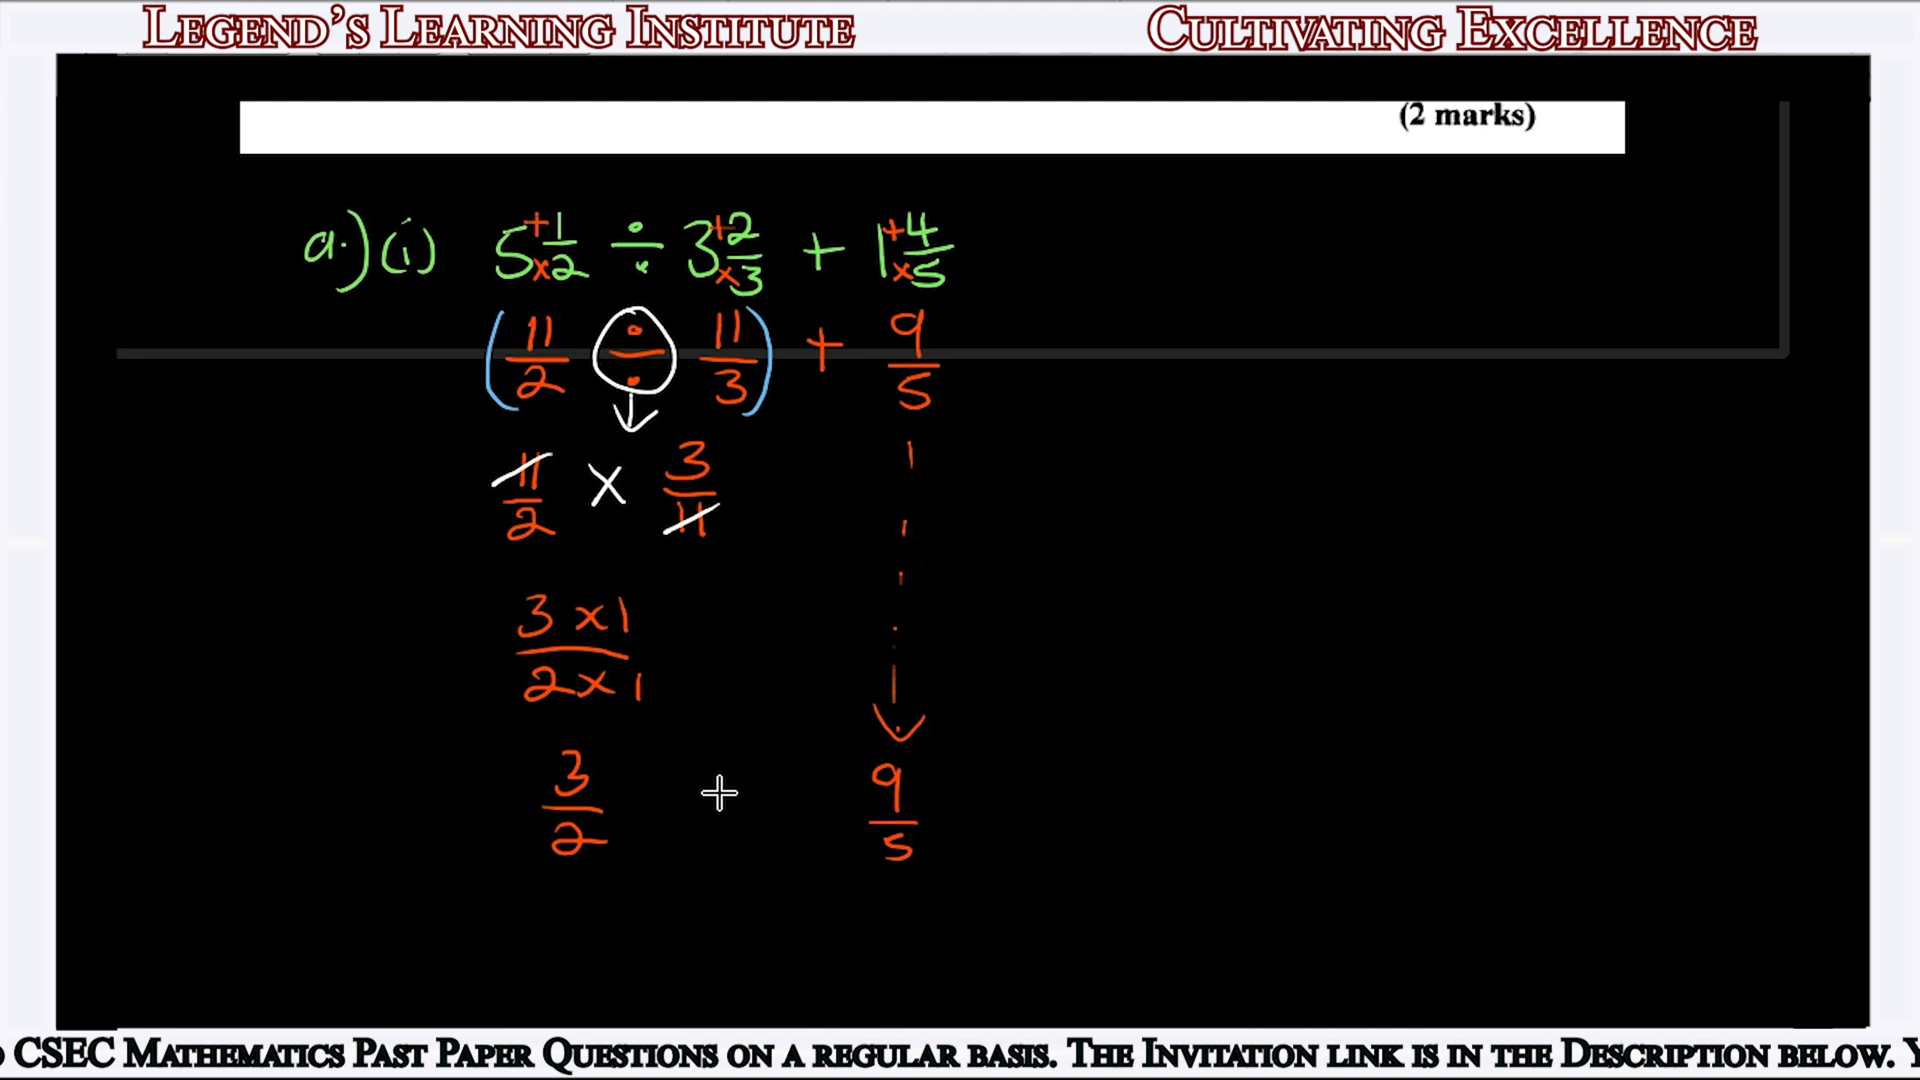 LEGEND'S LEARNING INSTITUTE CULTIVATING EXCELLENCE
(2 marks)
a.) (i) 5 + 1/2 x ÷ 3 + 2/3 x + 1 + 4/5 x
( 11/2 ÷ 11/3 ) + 9/5
11/2 x 3/11
3 x 1 / 2 x 1
3/2 9/5
CSEC MATHEMATICS PAST PAPER QUESTIONS ON A REGULAR BASIS. THE INVITATION LINK IS IN THE DESCRIPTION BELOW.